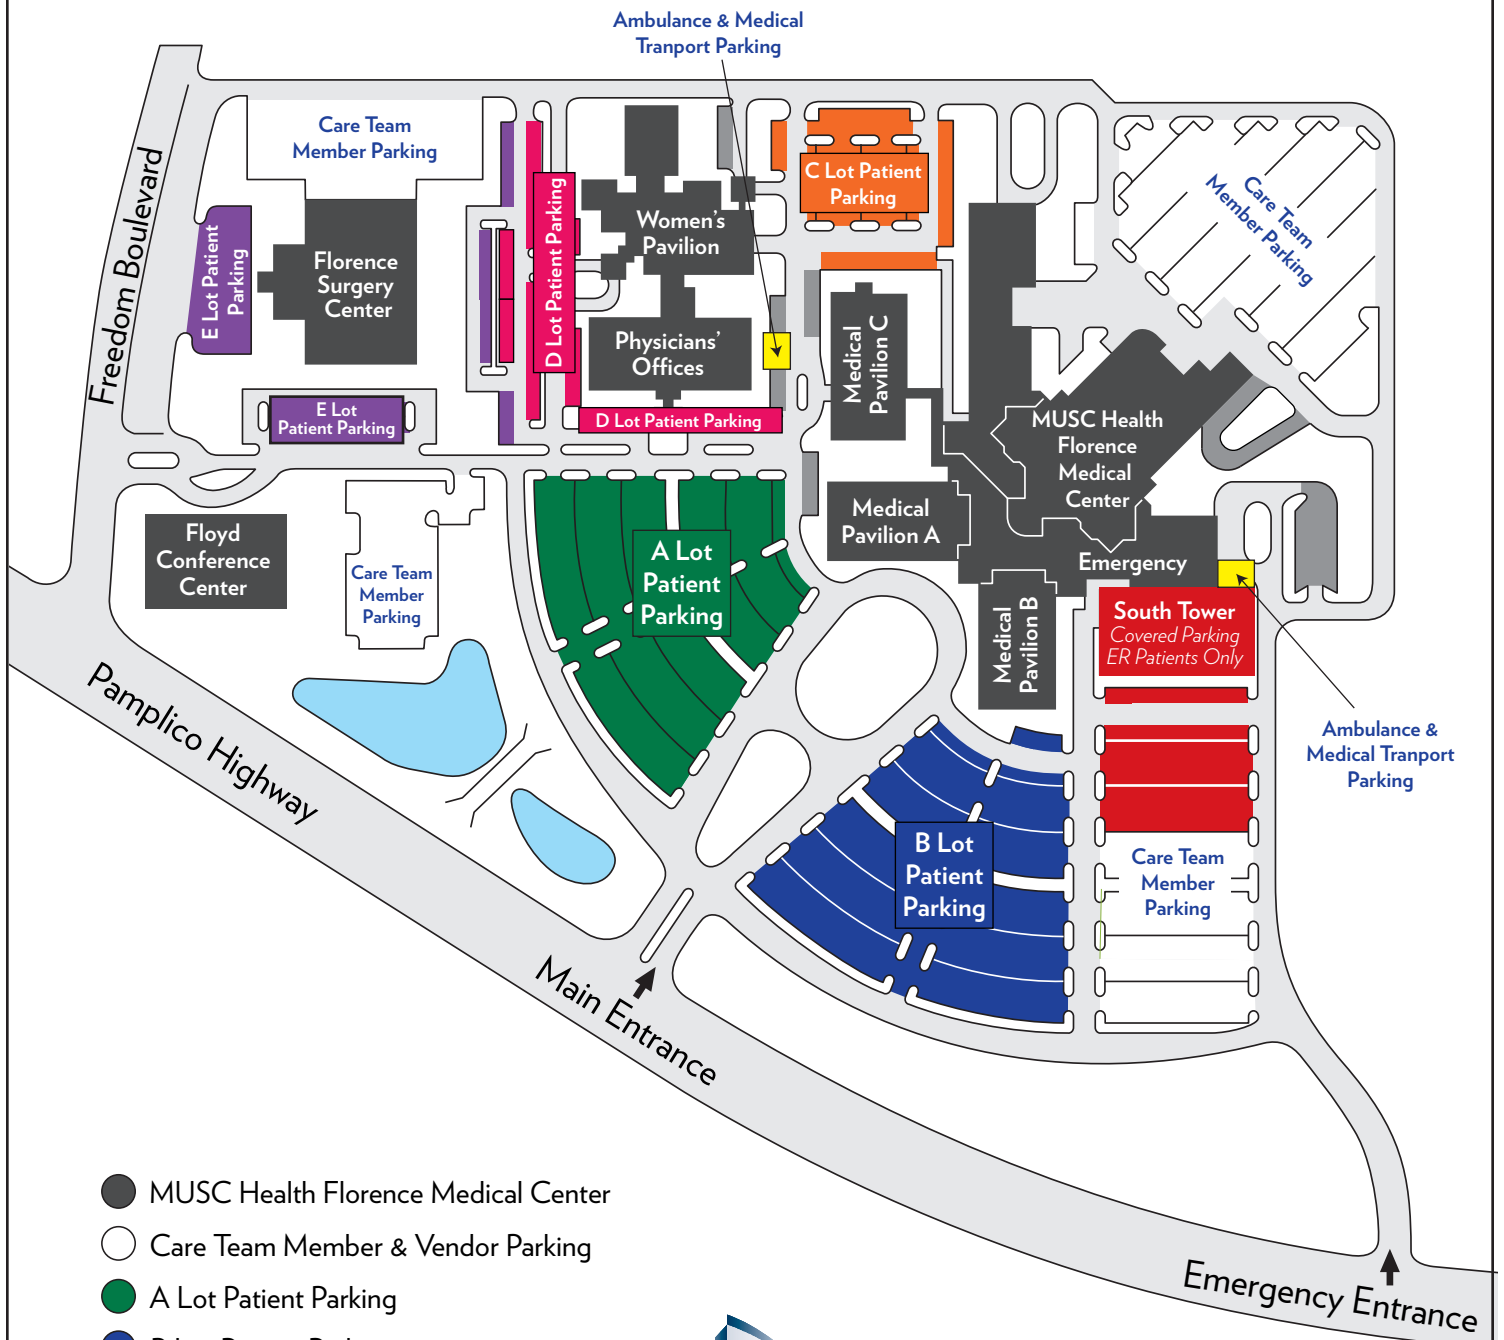 Ambulance & Medical
Tranport Parking
Care Team
Member Parking
Freedom Boulevard
E Lot Patient
Parking
Florence
Surgery
Center
D Lot Patient Parking
Women's
Pavilion
C Lot Patient
Parking
Care Team
Member Parking
Physicians'
Offices
Medical
Pavilion C
E Lot
Patient Parking
D Lot Patient Parking
MUSC Health
Florence
Medical
Center
Floyd
Conference
Center
Care Team
Member
Parking
A Lot
Patient
Parking
Medical
Pavilion A
Emergency
Medical
Pavilion B
South Tower
Covered Parking
ER Patients Only
Pamplico Highway
Ambulance &
Medical Tranport
Parking
B Lot
Patient
Parking
Care Team
Member
Parking
Main Entrance
MUSC Health Florence Medical Center
Care Team Member & Vendor Parking
A Lot Patient Parking
Emergency Entrance